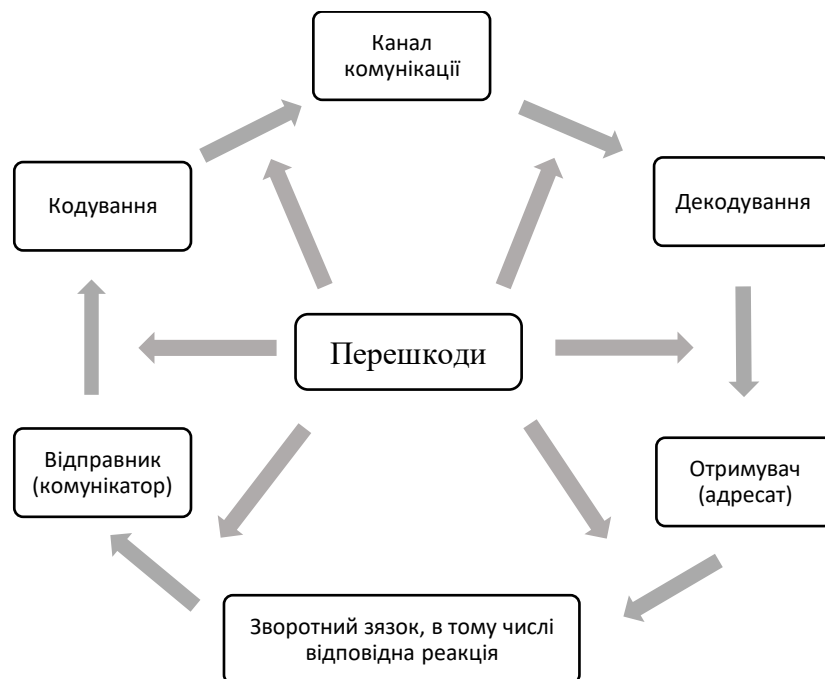 Канал
комунікації
Кодування
Декодування
Перешкоди
Відправник
(комунікатор)
Отримувач
(адресат)
Зворотний зязок, в тому числі
відповідна реакція